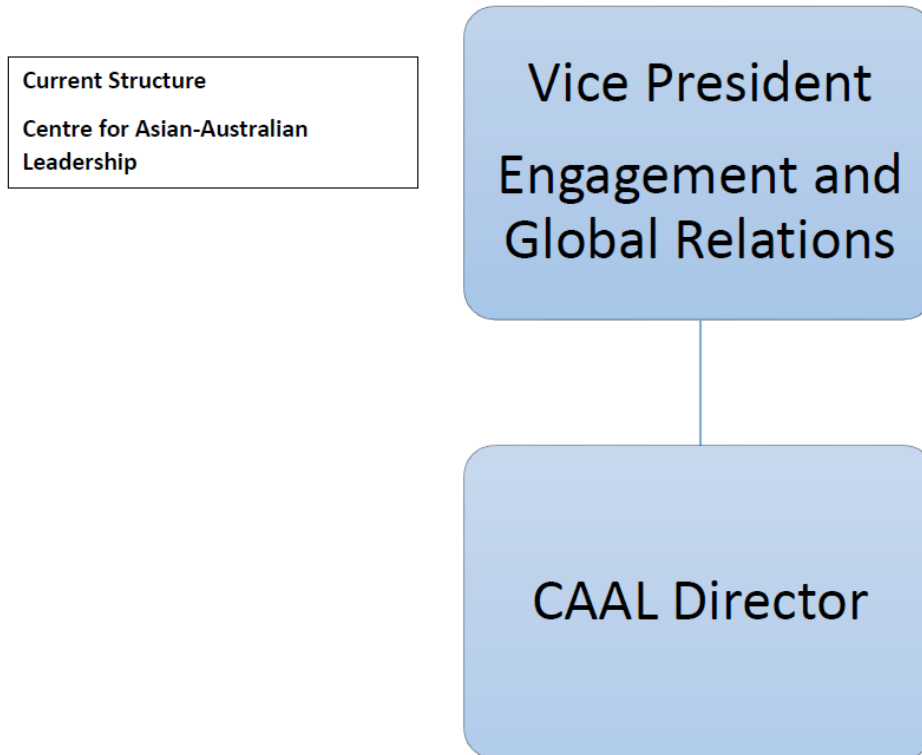 Current Structure
Centre for Asian-Australian
Leadership
Vice President
Engagement and
Global Relations
CAAL Director